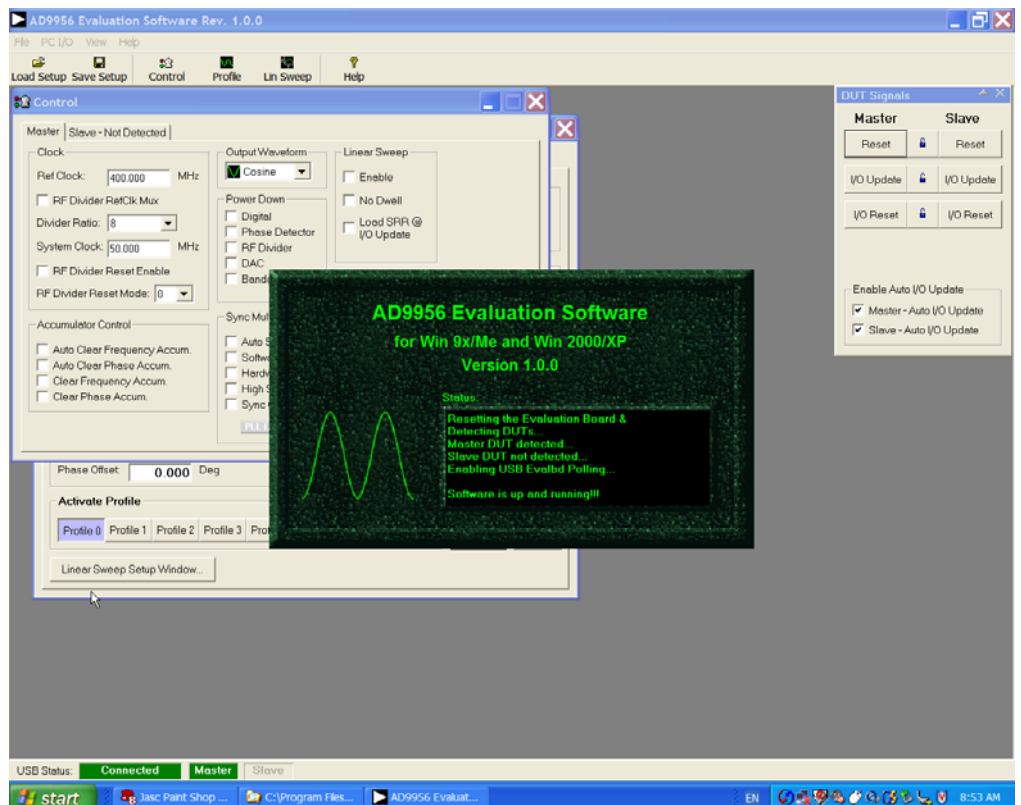 AD9956 Evaluation Software Rev. 1.0.0
File PC I/O View Help
Load Setup Save Setup Control Profile Lin Sweep Help
Control
Master Slave - Not Detected
Clock
Ref Clock: 400.000 MHz
RF Divider RefClk Mux
Divider Ratio: 8
System Clock: 50.000 MHz
RF Divider Reset Enable
RF Divider Reset Mode: 0
Accumulator Control
Auto Clear Frequency Accum.
Auto Clear Phase Accum.
Clear Frequency Accum.
Clear Phase Accum.
Output Waveform
Cosine
Power Down
Digital
Phase Detector
RF Divider
DAC
Band
Sync Mul
Auto S
Softw
Hardw
High S
Sync
Linear Sweep
Enable
No Dwell
Load SRR @
I/O Update
AD9956 Evaluation Software
for Win 9x/Me and Win 2000/XP
Version 1.0.0
Status:
Resetting the Evaluation Board &
Detecting DUTs...
Master DUT detected...
Slave DUT not detected...
Enabling USB Evalbd Polling...
Software is up and running!!!
Phase Offset: 0.000 Deg
Activate Profile
Profile 0 Profile 1 Profile 2 Profile 3
Linear Sweep Setup Window...
DUT Signals
Master Slave
Reset Reset
I/O Update I/O Update
I/O Reset I/O Reset
Enable Auto I/O Update
Master - Auto I/O Update
Slave - Auto I/O Update
USB Status: Connected Master Slave
start Jasc Paint Shop ... C:\Program Files... AD9956 Evaluat... EN 8:53 AM